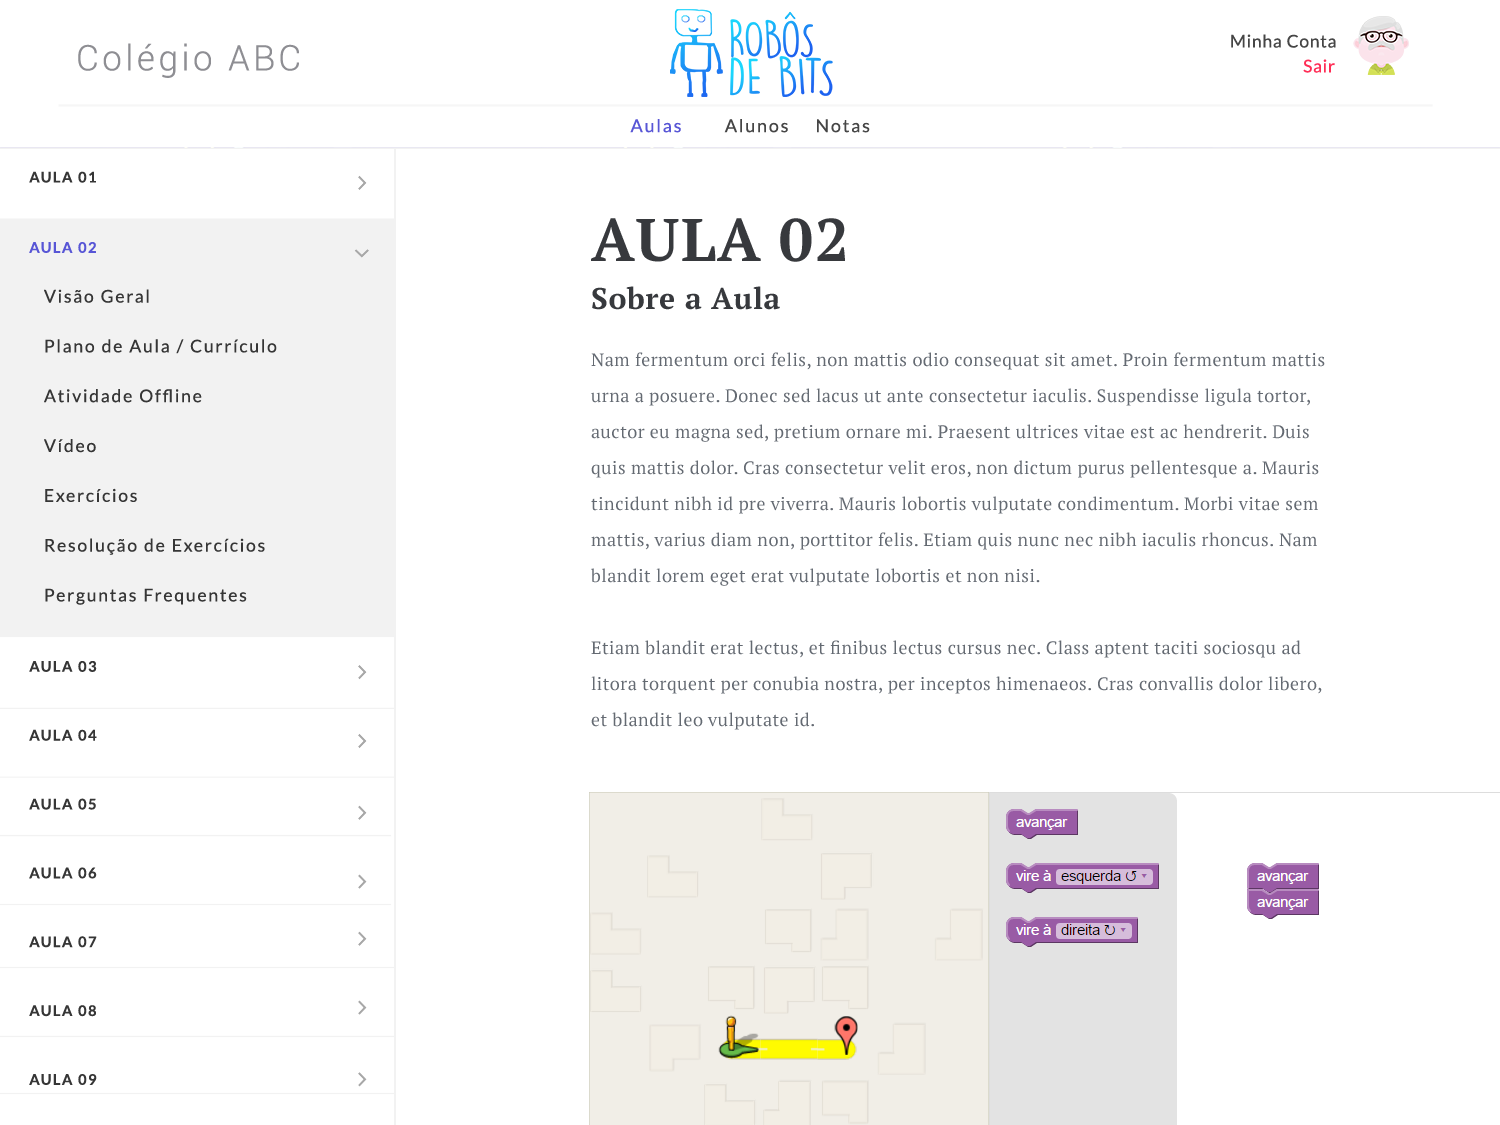 Colégio ABC
ROBÔS
DE BITS
Minha Conta
Sair
Aulas
Alunos
Notas
AULA 01
AULA 02
Visão Geral
Plano de Aula / Currículo
Atividade Offline
Vídeo
Exercícios
Resolução de Exercícios
Perguntas Frequentes
AULA 03
AULA 04
AULA 05
AULA 06
AULA 07
AULA 08
AULA 09
AULA 02
Sobre a Aula
Nam fermentum orci felis, non mattis odio consequat sit amet. Proin fermentum mattis
urna a posuere. Donec sed lacus ut ante consectetur iaculis. Suspendisse ligula tortor,
auctor eu magna sed, pretium ornare mi. Praesent ultrices vitae est ac hendrerit. Duis
quis mattis dolor. Cras consectetur velit eros, non dictum purus pellentesque a. Mauris
tincidunt nibh id pre viverra. Mauris lobortis vulputate condimentum. Morbi vitae sem
mattis, varius diam non, porttitor felis. Etiam quis nunc nec nibh iaculis rhoncus. Nam
blandit lorem eget erat vulputate lobortis et non nisi.
Etiam blandit erat lectus, et finibus lectus cursus nec. Class aptent taciti sociosqu ad
litora torquent per conubia nostra, per inceptos himenaeos. Cras convallis dolor libero,
et blandit leo vulputate id.
avançar
vire à esquerda ↺
vire à direita ↻
avançar
avançar